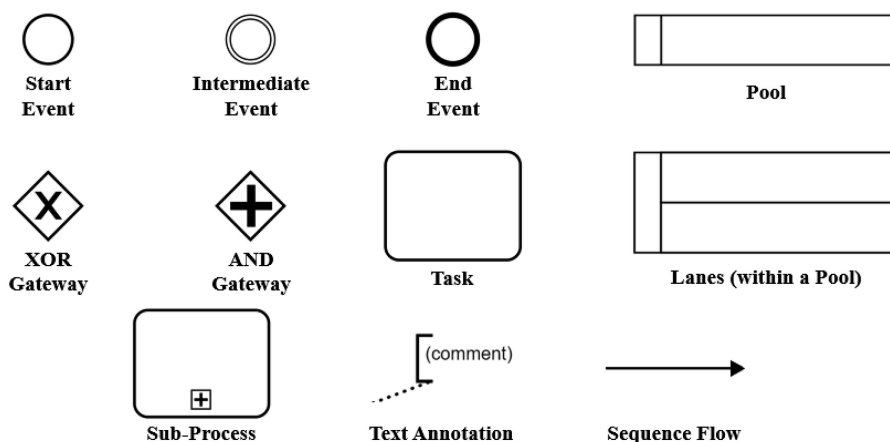 Start
Event
Intermediate
Event
End
Event
Pool
X
XOR
Gateway
AND
Gateway
Task
Lanes (within a Pool)
(comment)
Sub-Process
Text Annotation
Sequence Flow